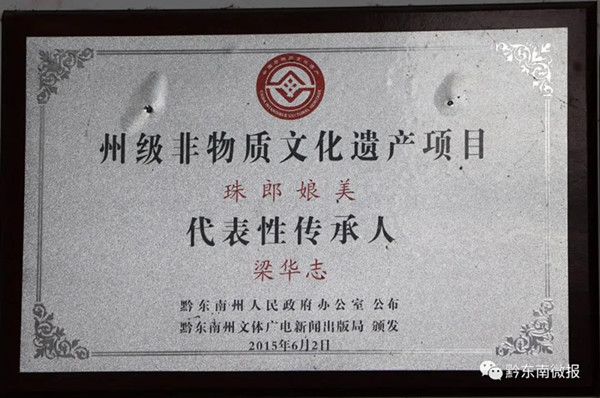 州级非物质文化遗产项目
珠郎娘美
代表性传承人
梁华志
黔东南州人民政府办公室 公布
黔东南州文体广电新闻出版局 颁发
2015年6月2日
黔东南微报